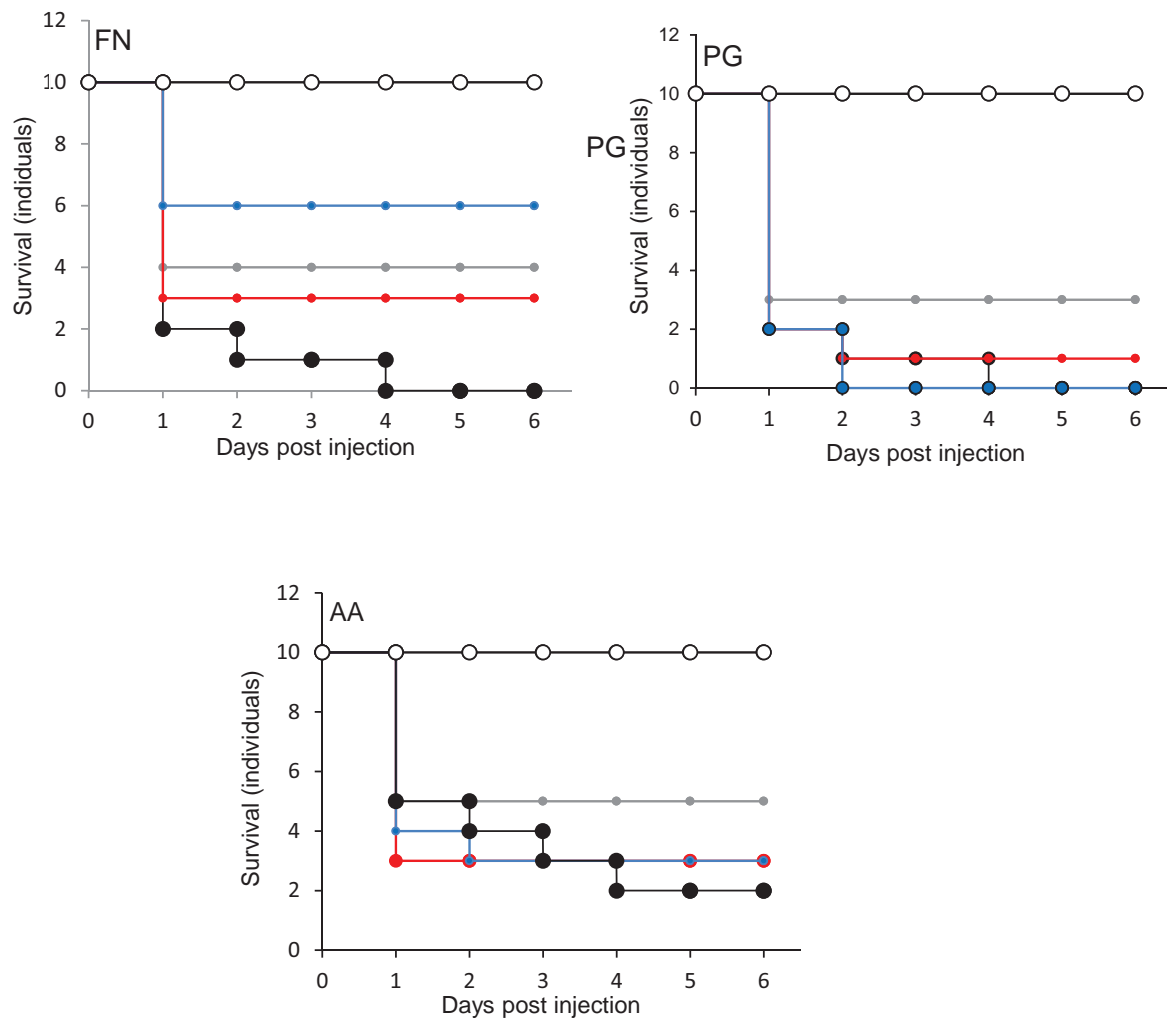 12
FN
10
8
6
4
2
0
Survival (indiduals)
0 1 2 3 4 5 6
Days post injection
12
PG
10
PG
8
6
4
2
0
Survival (individuals)
0 1 2 3 4 5 6
Days post injection
12
AA
10
8
6
4
2
0
Survival (individuals)
0 1 2 3 4 5 6
Days post injection